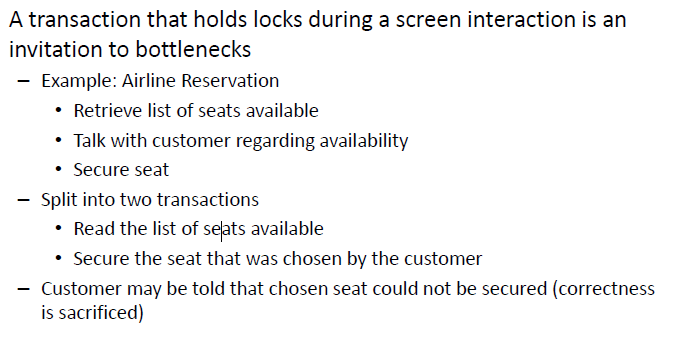 A transaction that holds locks during a screen interaction is an
invitation to bottlenecks
– Example: Airline Reservation
• Retrieve list of seats available
• Talk with customer regarding availability
• Secure seat
– Split into two transactions
• Read the list of seats available
• Secure the seat that was chosen by the customer
– Customer may be told that chosen seat could not be secured (correctness
is sacrificed)